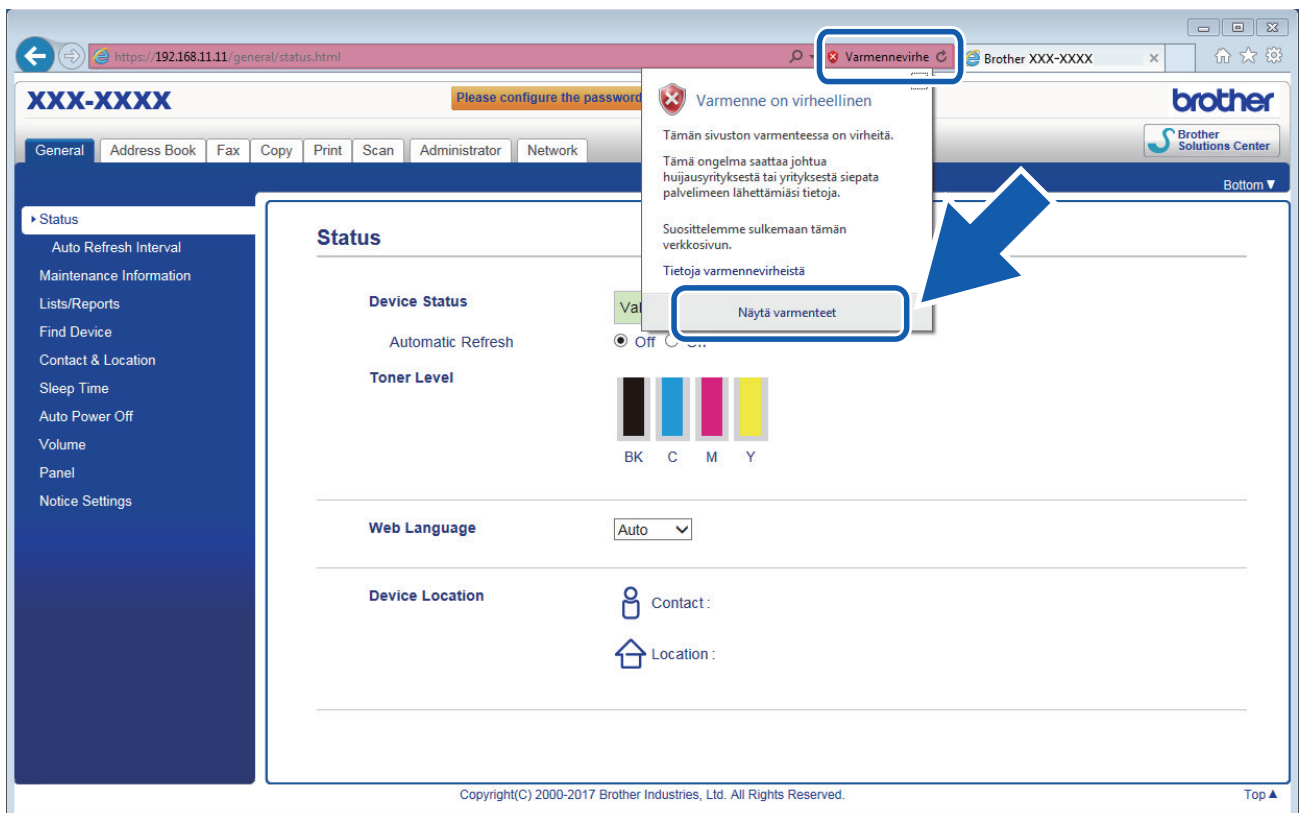 https://192.168.11.11/general/status.html
Varmennevirhe
Brother XXX-XXXX
XXX-XXXX
Please configure the password
brother
General
Address Book
Fax
Copy
Print
Scan
Administrator
Network
Brother
Solutions Center
Bottom▼
Varmenne on virheellinen
Tämän sivuston varmenteessa on virheitä.
Tämä ongelma saattaa johtua
huijausyrityksestä tai yrityksestä siepata
palvelimeen lähettämiäsi tietoja.
Suosittelemme sulkemaan tämän
verkkosivun.
Tietoja varmennevirheistä
Näytä varmenteet
Status
Auto Refresh Interval
Maintenance Information
Lists/Reports
Find Device
Contact & Location
Sleep Time
Auto Power Off
Volume
Panel
Notice Settings
Status
Device Status
Automatic Refresh
Off
Toner Level
BK C M Y
Web Language
Auto
Device Location
Contact :
Location :
Copyright(C) 2000-2017 Brother Industries, Ltd. All Rights Reserved.
Top▲